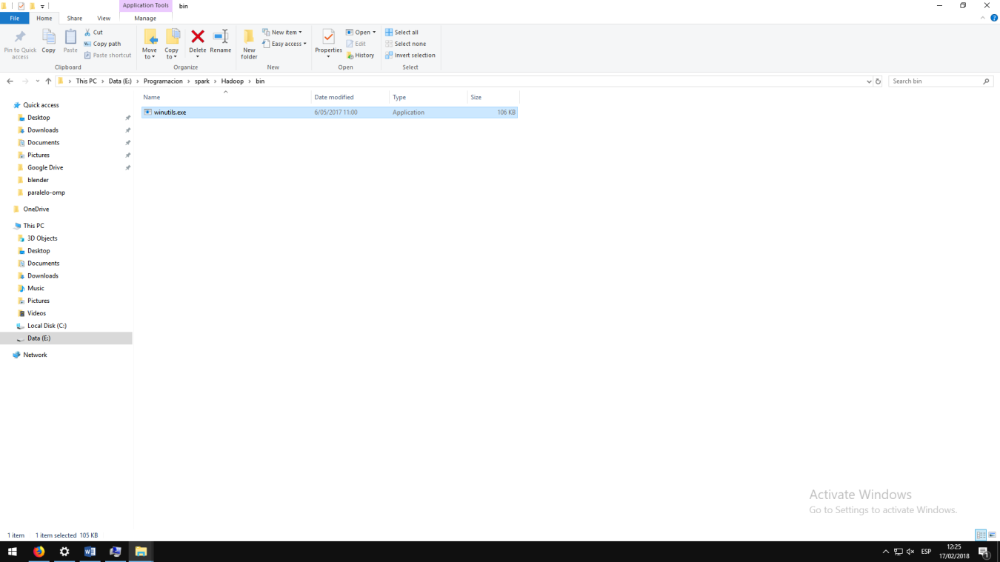 Application Tools bin
File Home Share View Manage
Pin to Quick access
Copy
Paste
Cut
Copy path
Paste shortcut
Clipboard
Move to
Copy to
Delete
Rename
Organize
New folder
New item
Easy access
New
Properties
Open
Edit
History
Open
Select all
Select none
Invert selection
Select
This PC > Data (E:) > Programacion > spark > Hadoop > bin
Search bin
Name Date modified Type Size
winutils.exe 6/05/2017 11:00 Application 106 KB
Quick access
Desktop
Downloads
Documents
Pictures
Google Drive
blender
paralelo-omp
OneDrive
This PC
3D Objects
Desktop
Documents
Downloads
Music
Pictures
Videos
Local Disk (C:)
Data (E:)
Network
Activate Windows
Go to Settings to activate Windows.
1 item 1 item selected 105 KB
ESP
12:25
17/02/2018
1